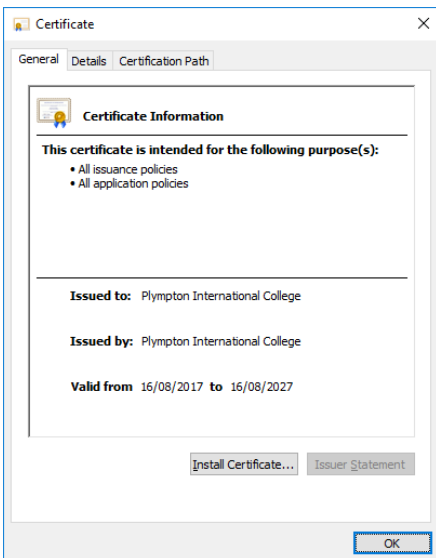 Certificate
General Details Certification Path
Certificate Information
This certificate is intended for the following purpose(s):
• All issuance policies
• All application policies
Issued to: Plympton International College
Issued by: Plympton International College
Valid from 16/08/2017 to 16/08/2027
Install Certificate... Issuer Statement
OK